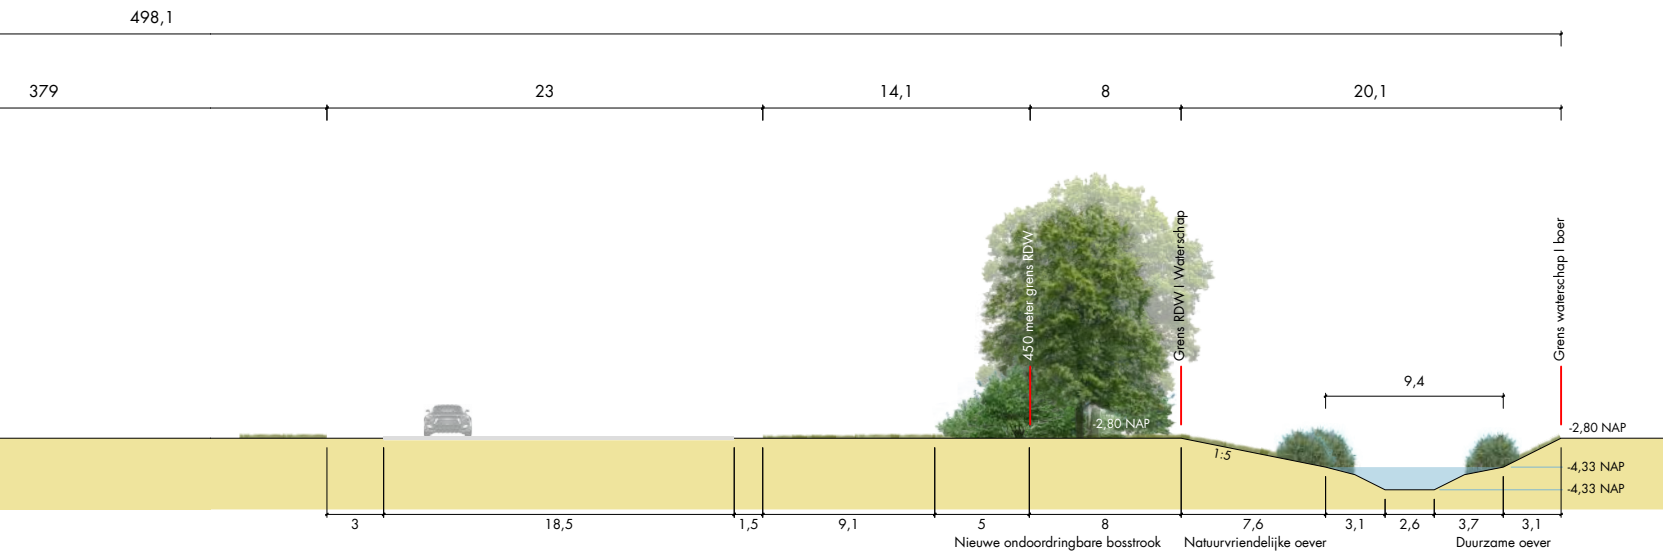 498,1
379
23
14,1
8
20,1
450 meter grens RDW
Grens RDW I Waterschap
Grens waterschap I boer
9,4
-2,80 NAP
-2,80 NAP
1:5
-4,33 NAP
-4,33 NAP
3
18,5
1,5
9,1
5
8
7,6
3,1
2,6
3,7
3,1
Nieuwe ondoordringbare bosstrook
Natuurvriendelijke oever
Duurzame oever